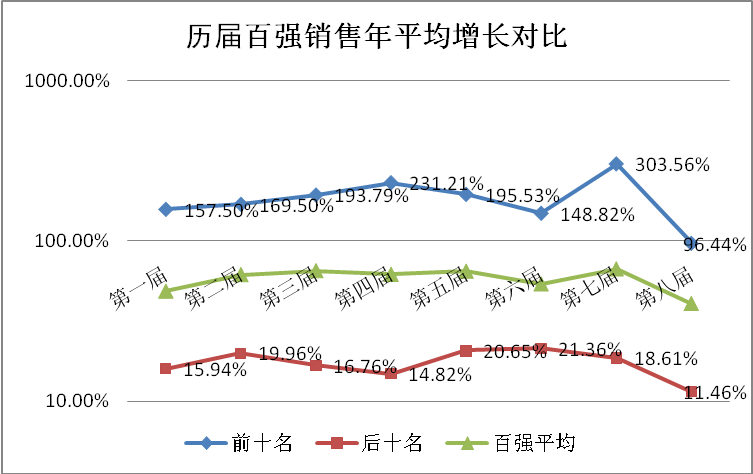 历届百强销售年平均增长对比
1000.00%
303.56%
231.21%
193.79%
195.53%
169.50%
157.50%
148.82%
100.00%
96.44%
第一届
第二届
第三届
第四届
第五届
第六届
第七届
第八届
19.96%
20.65%
21.36%
18.61%
15.94%
16.76%
14.82%
11.46%
10.00%
前十名 后十名 百强平均